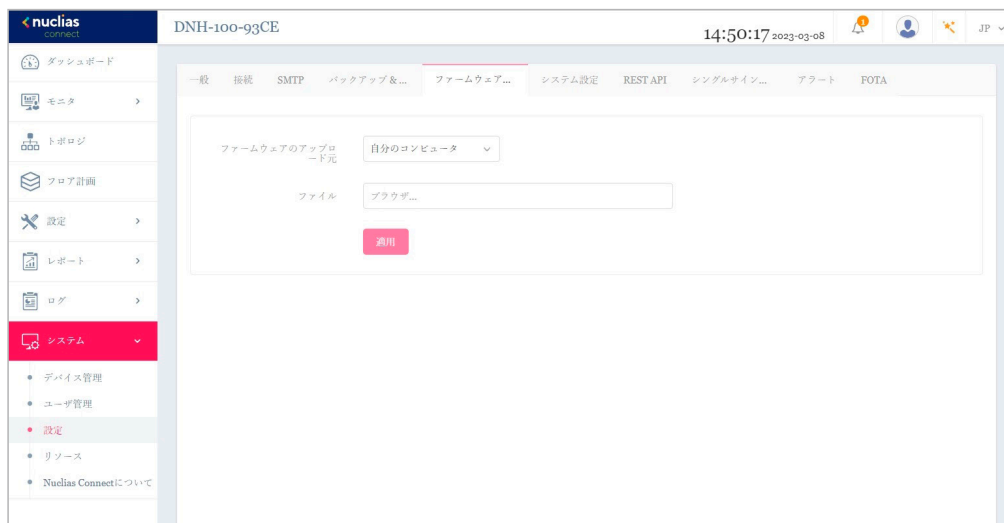 nuclias
connect
DNH-100-93CE
14:50:17 2023-03-08
1
JP
ダッシュボード
モニタ
トポロジ
フロア計画
設定
レポート
ログ
システム
デバイス管理
ユーザ管理
設定
リソース
Nuclias Connectについて
一般 接続 SMTP バックアップ & ... ファームウェア... システム設定 REST API シングルサイン... アラート FOTA
ファームウェアのアップロ
ード元
自分のコンピュータ
ファイル
ブラウザ...
適用